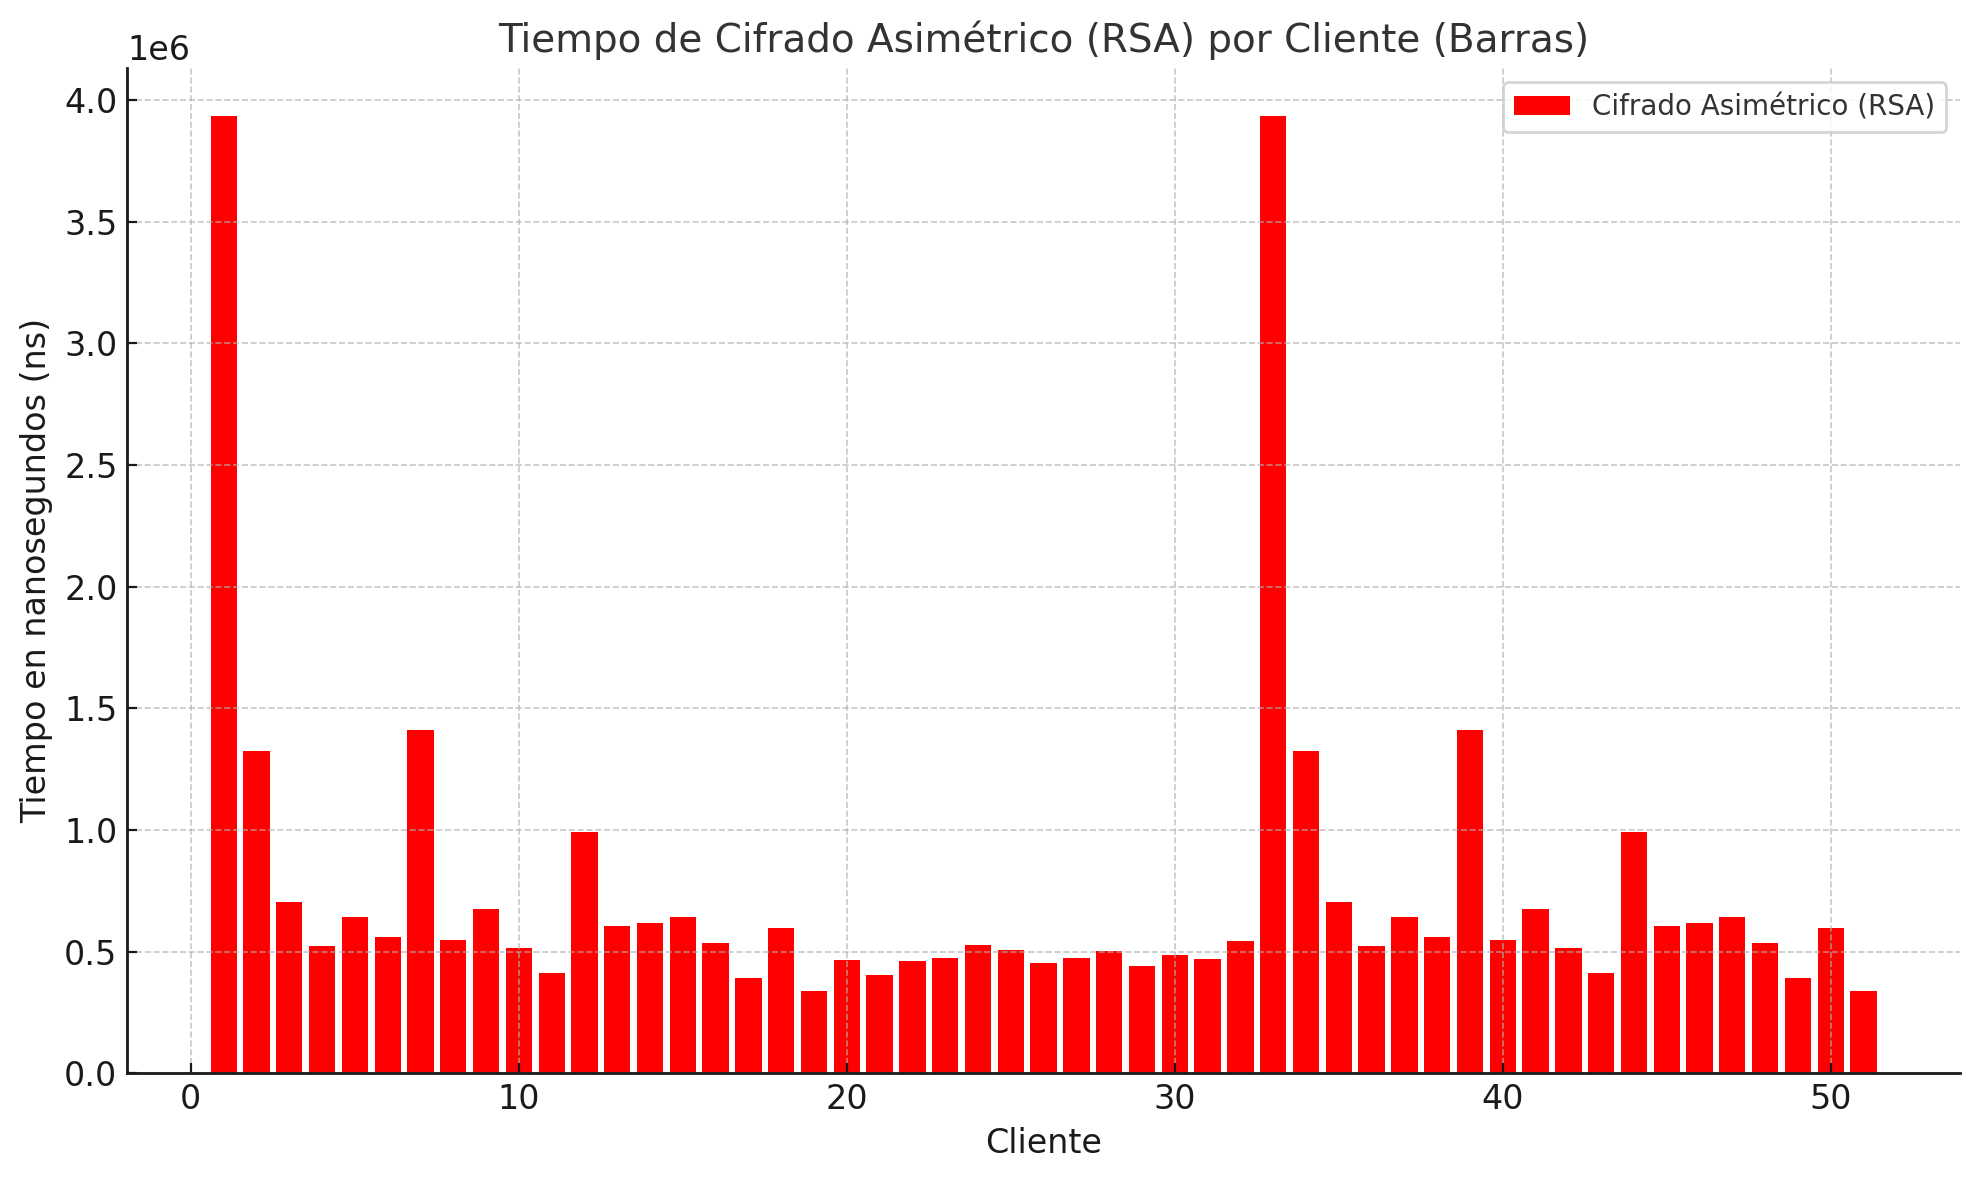 Tiempo de Cifrado Asimétrico (RSA) por Cliente (Barras)
1e6
Cifrado Asimétrico (RSA)
4.0
3.5
3.0
2.5
2.0
1.5
1.0
0.5
0.0
Tiempo en nanosegundos (ns)
0 10 20 30 40 50
Cliente